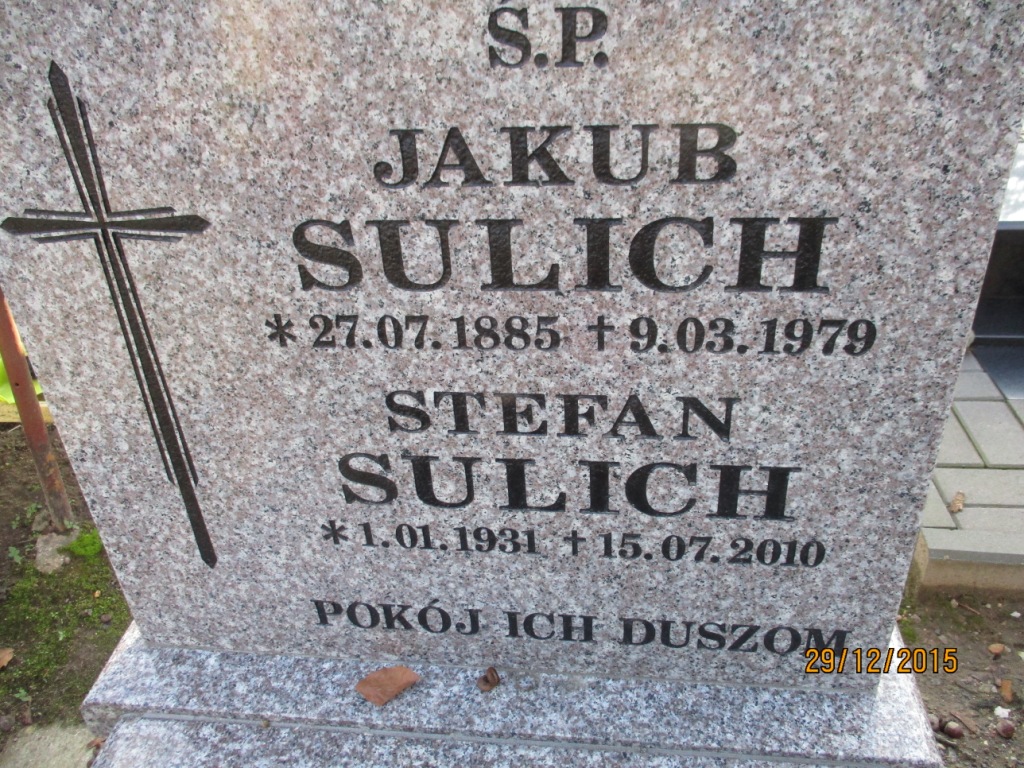 Ś.P.
JAKUB
SULICH
* 27.07.1885 † 9.03.1979
STEFAN
SULICH
* 1.01.1931 † 15.07.2010
POKÓJ ICH DUSZOM
29/12/2015